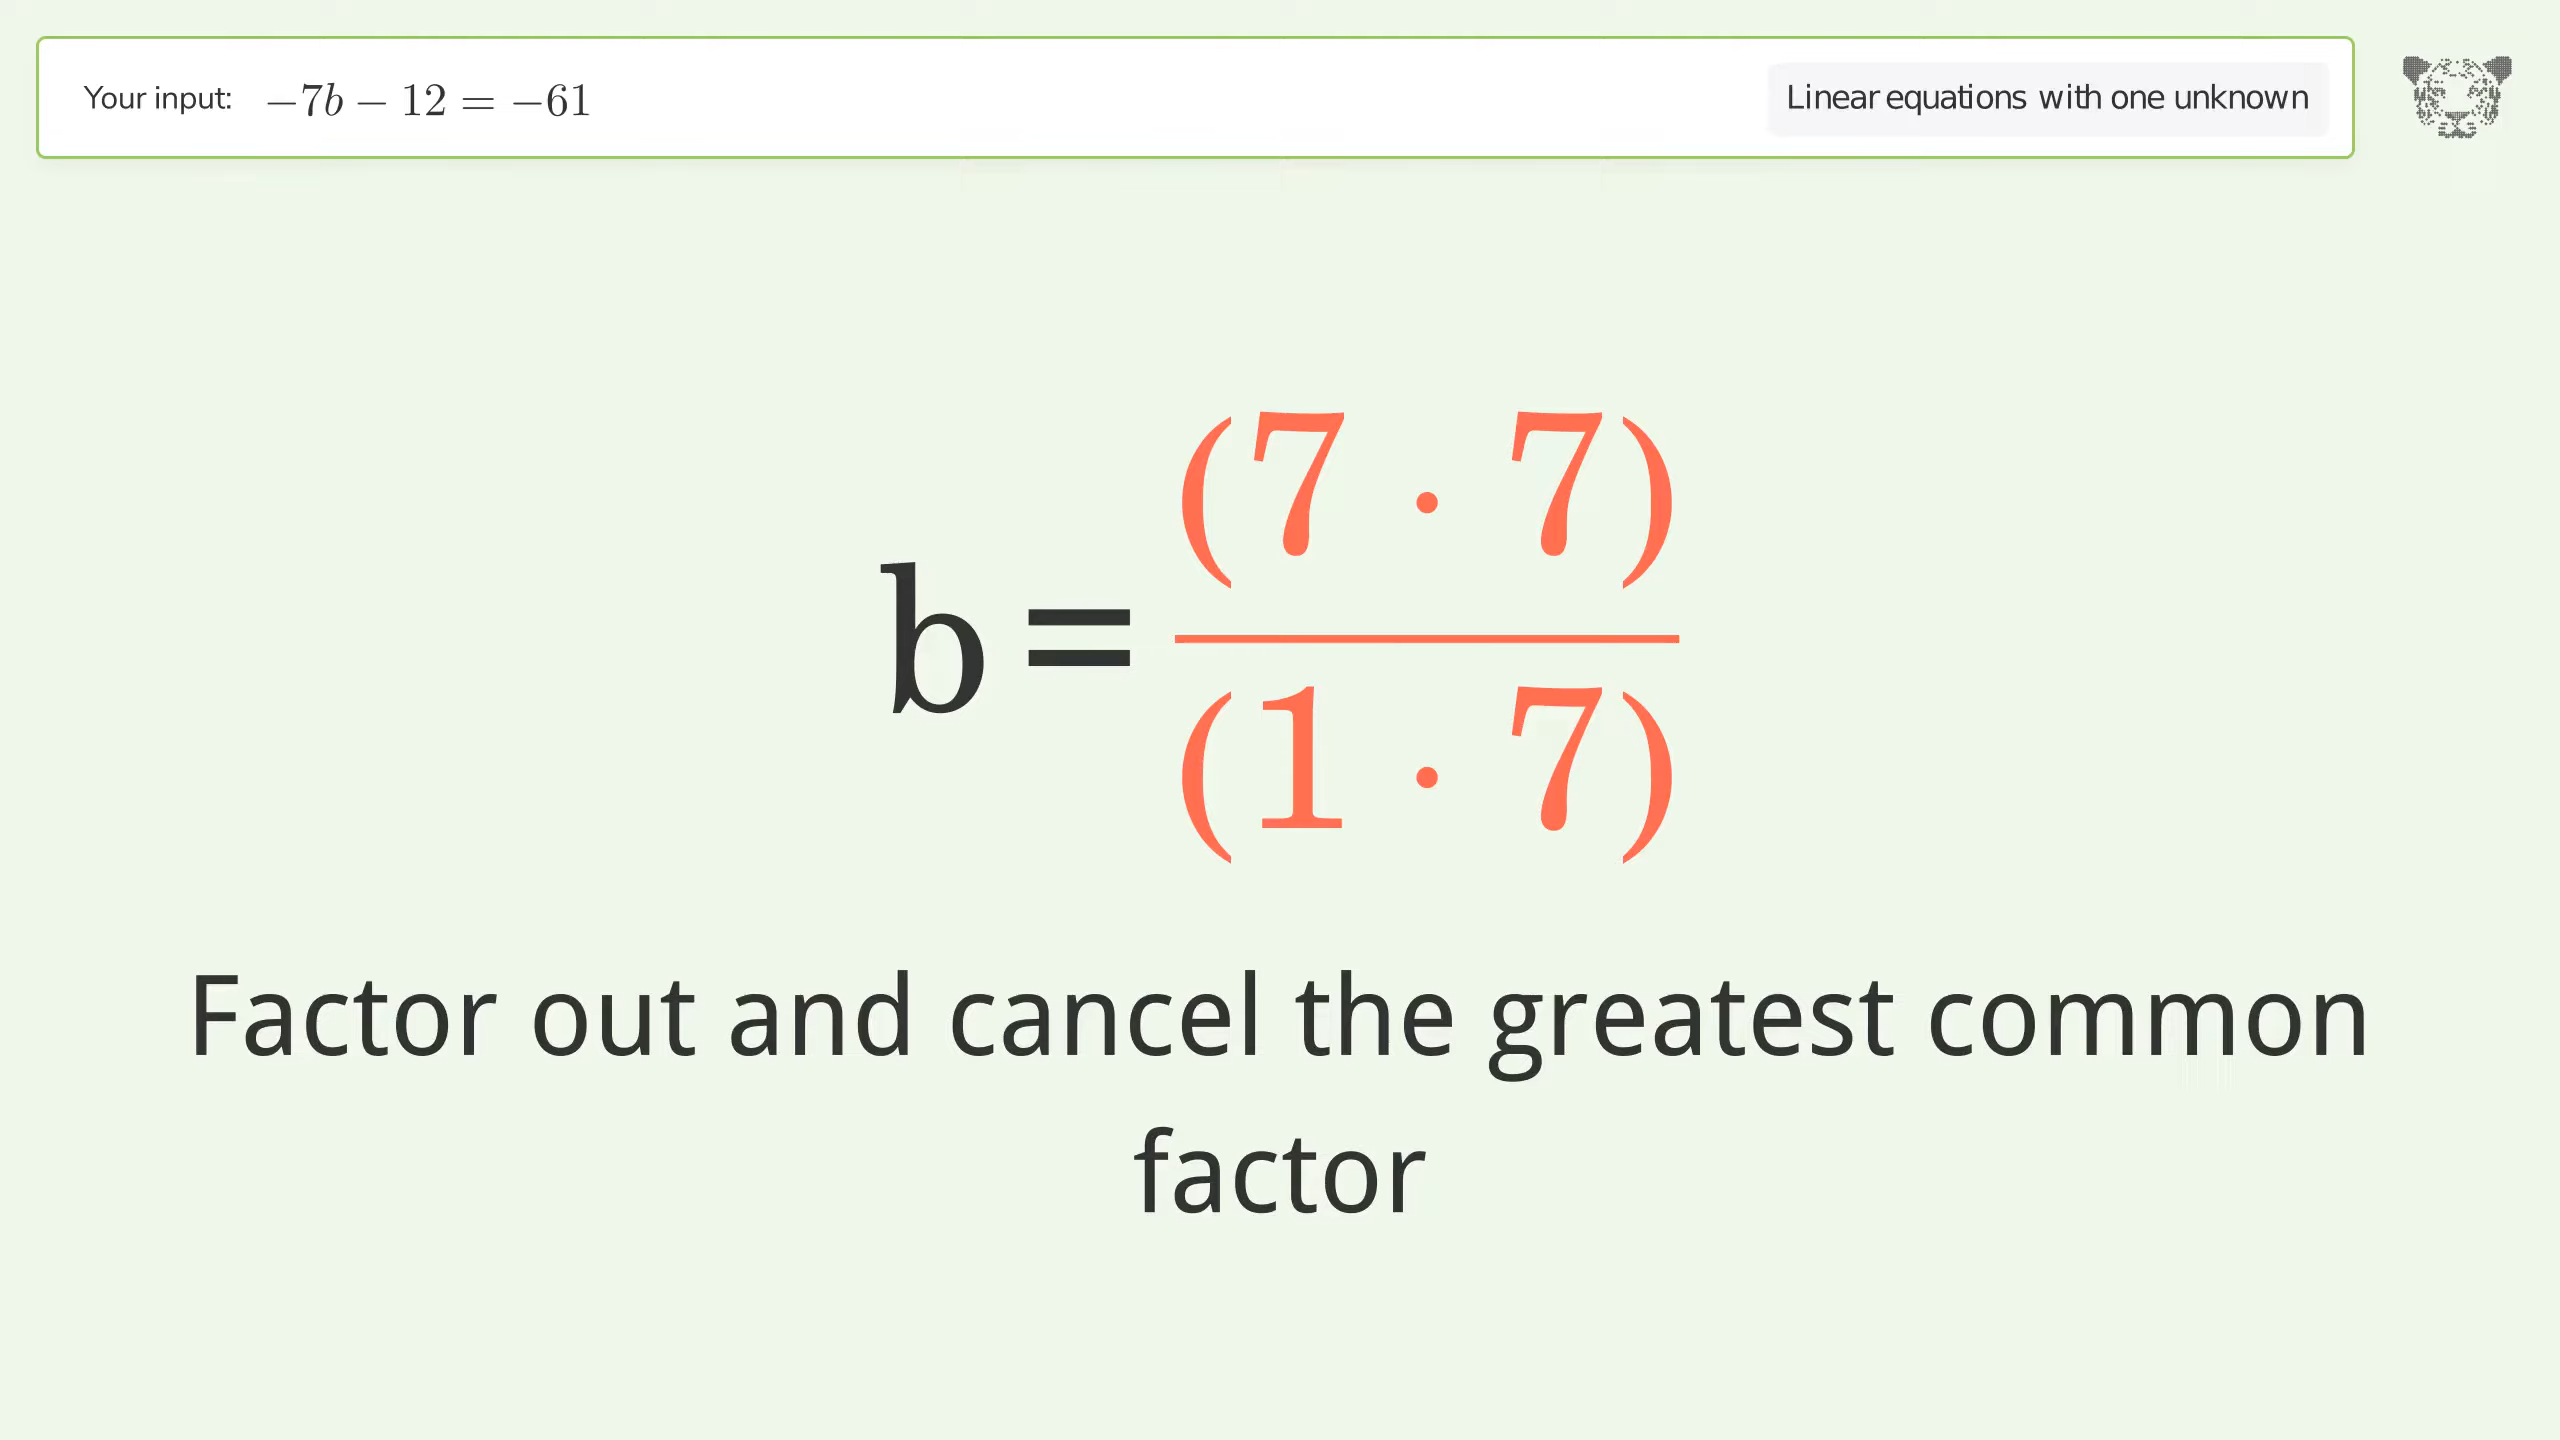 Your input: −7b − 12 = −61
Linear equations with one unknown
b = (7 · 7) / (1 · 7)
Factor out and cancel the greatest common
factor